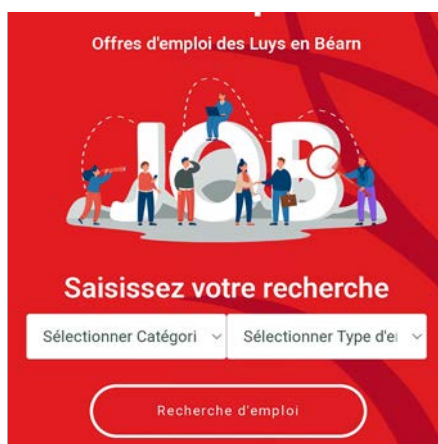 Offres d'emploi des Luys en Béarn
JOB
Saisissez votre recherche
Sélectionner Catégori
Sélectionner Type d'e
Recherche d'emploi